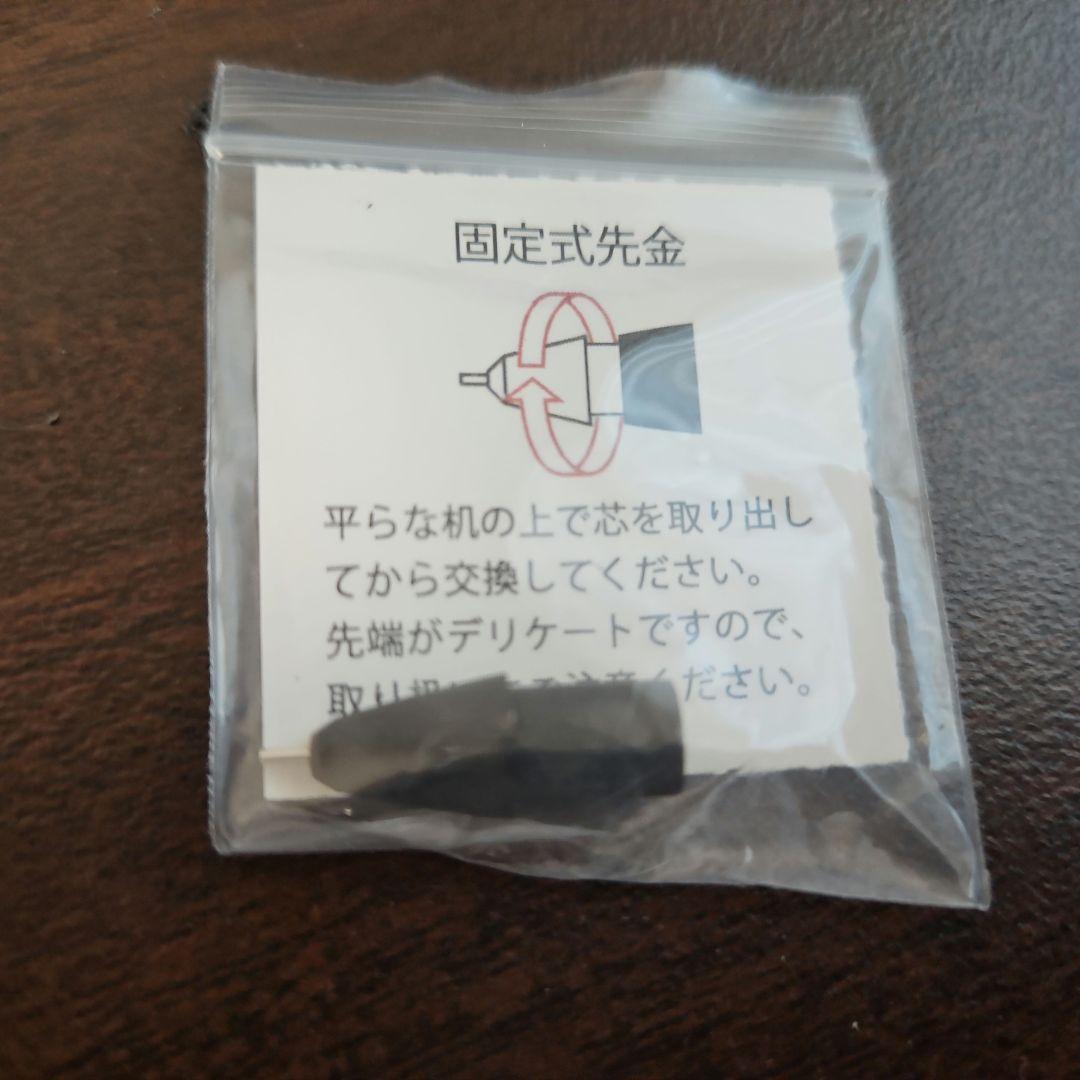 固定式先金
平らな机の上で芯を取り出し
てから交換してください。
先端がデリケートですので、
取り ください。